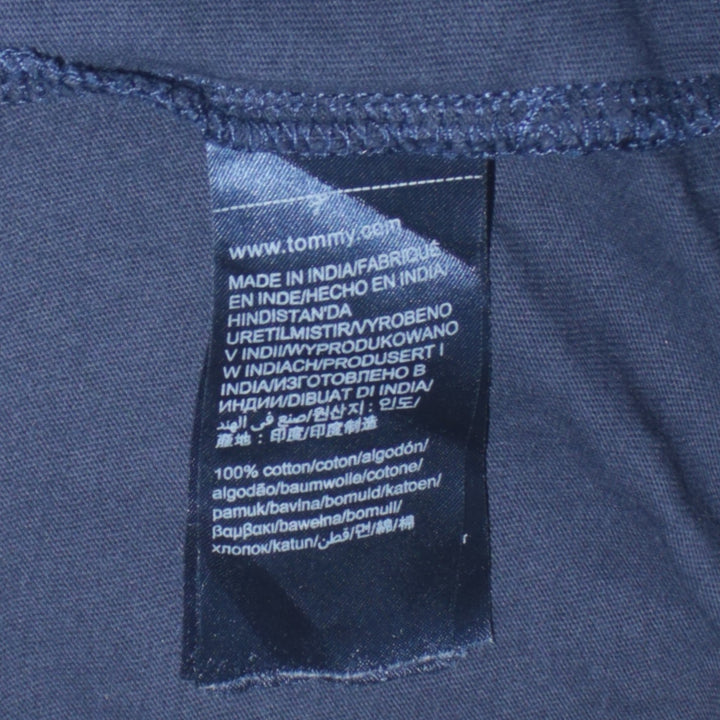 www.tommy.com
MADE IN INDIA/FABRIQUÉ
EN INDE/HECHO EN INDIA/
HINDISTAN'DA
URETILMISTIR/VYROBENO
V INDII/WYPRODUKOWANO
W INDIACH/PRODUSERT I
INDIA/ИЗГОТОВЛЕНО В
ИНДИИ/DIBUAT DI INDIA/
صنع في الهند/원산지 : 인도/
產地 : 印度/印度制造
100% cotton/coton/algodón/
algodão/baumwolle/cotone/
pamuk/bavlna/bomuld/katoen/
βαμβακι/bawełna/bomull/
хлопок/katun/قطن/면/綿/棉